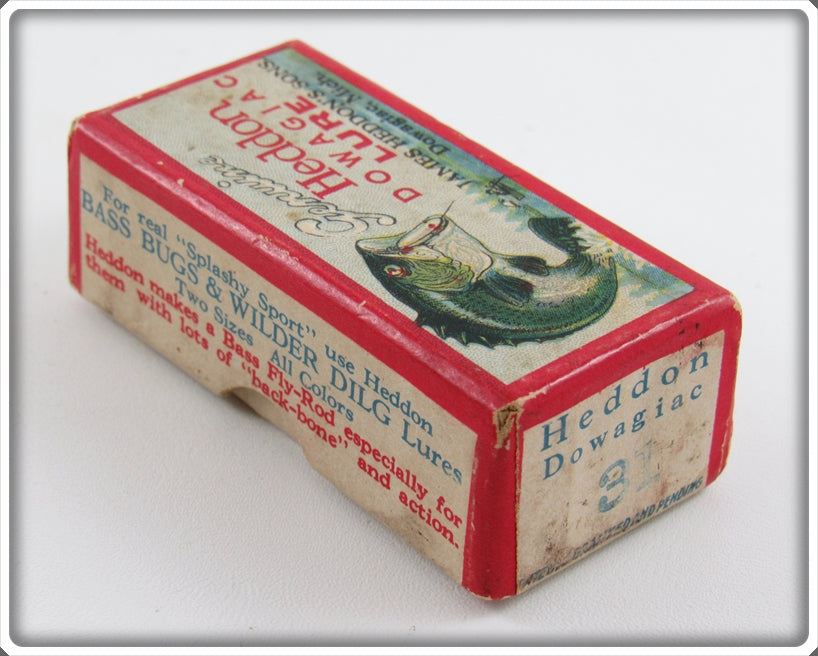 Genuine
Heddon
DOWAGIAC
LURE
JAMES HEDDON'S SONS.
Dowagiac, Mich.
For real "Splashy Sport" use Heddon
BASS BUGS & WILDER DILG Lures
Two Sizes All Colors
Heddon makes a Bass Fly-Rod especially for
them with lots of "back-bone" and action.
Heddon
Dowagiac
AND PENDING